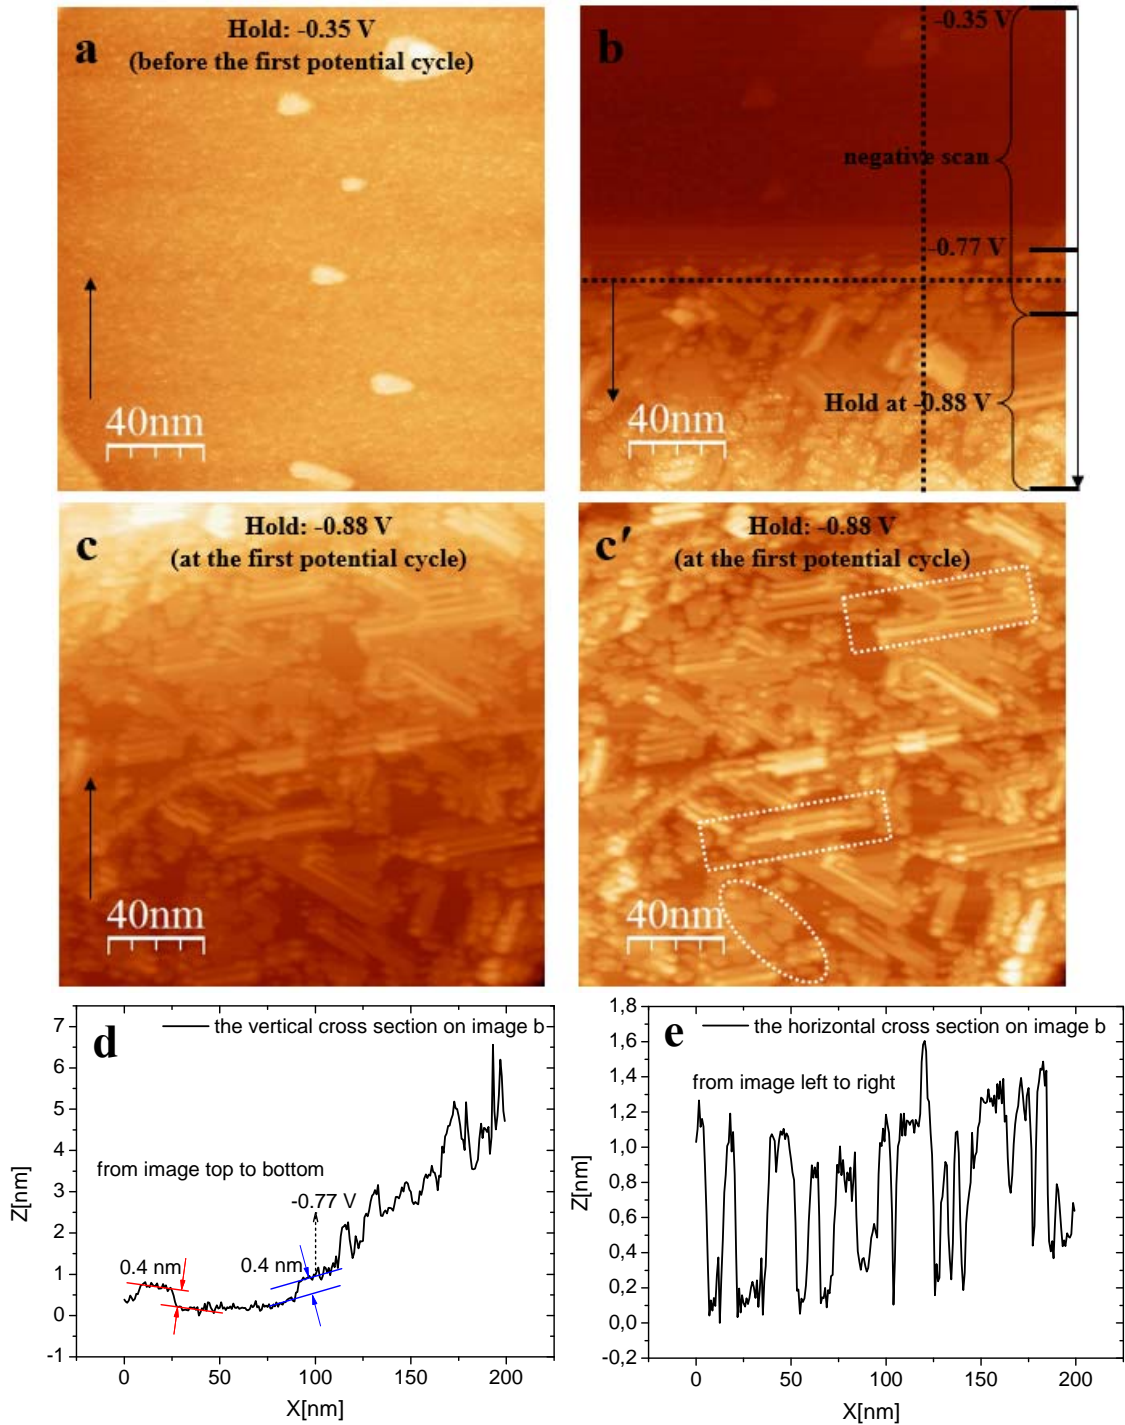 a
Hold: -0.35 V
(before the first potential cycle)
40nm
b
-0.35 V
negative scan
-0.77 V
Hold at -0.88 V
40nm
c
Hold: -0.88 V
(at the first potential cycle)
40nm
c′
Hold: -0.88 V
(at the first potential cycle)
40nm
d
the vertical cross section on image b
from image top to bottom
-0.77 V
0.4 nm
0.4 nm
7
6
5
4
3
2
1
0
-1
Z[nm]
0 50 100 150 200
X[nm]
e
the horizontal cross section on image b
from image left to right
1,8
1,6
1,4
1,2
1,0
0,8
0,6
0,4
0,2
0,0
-0,2
Z[nm]
0 50 100 150 200
X[nm]